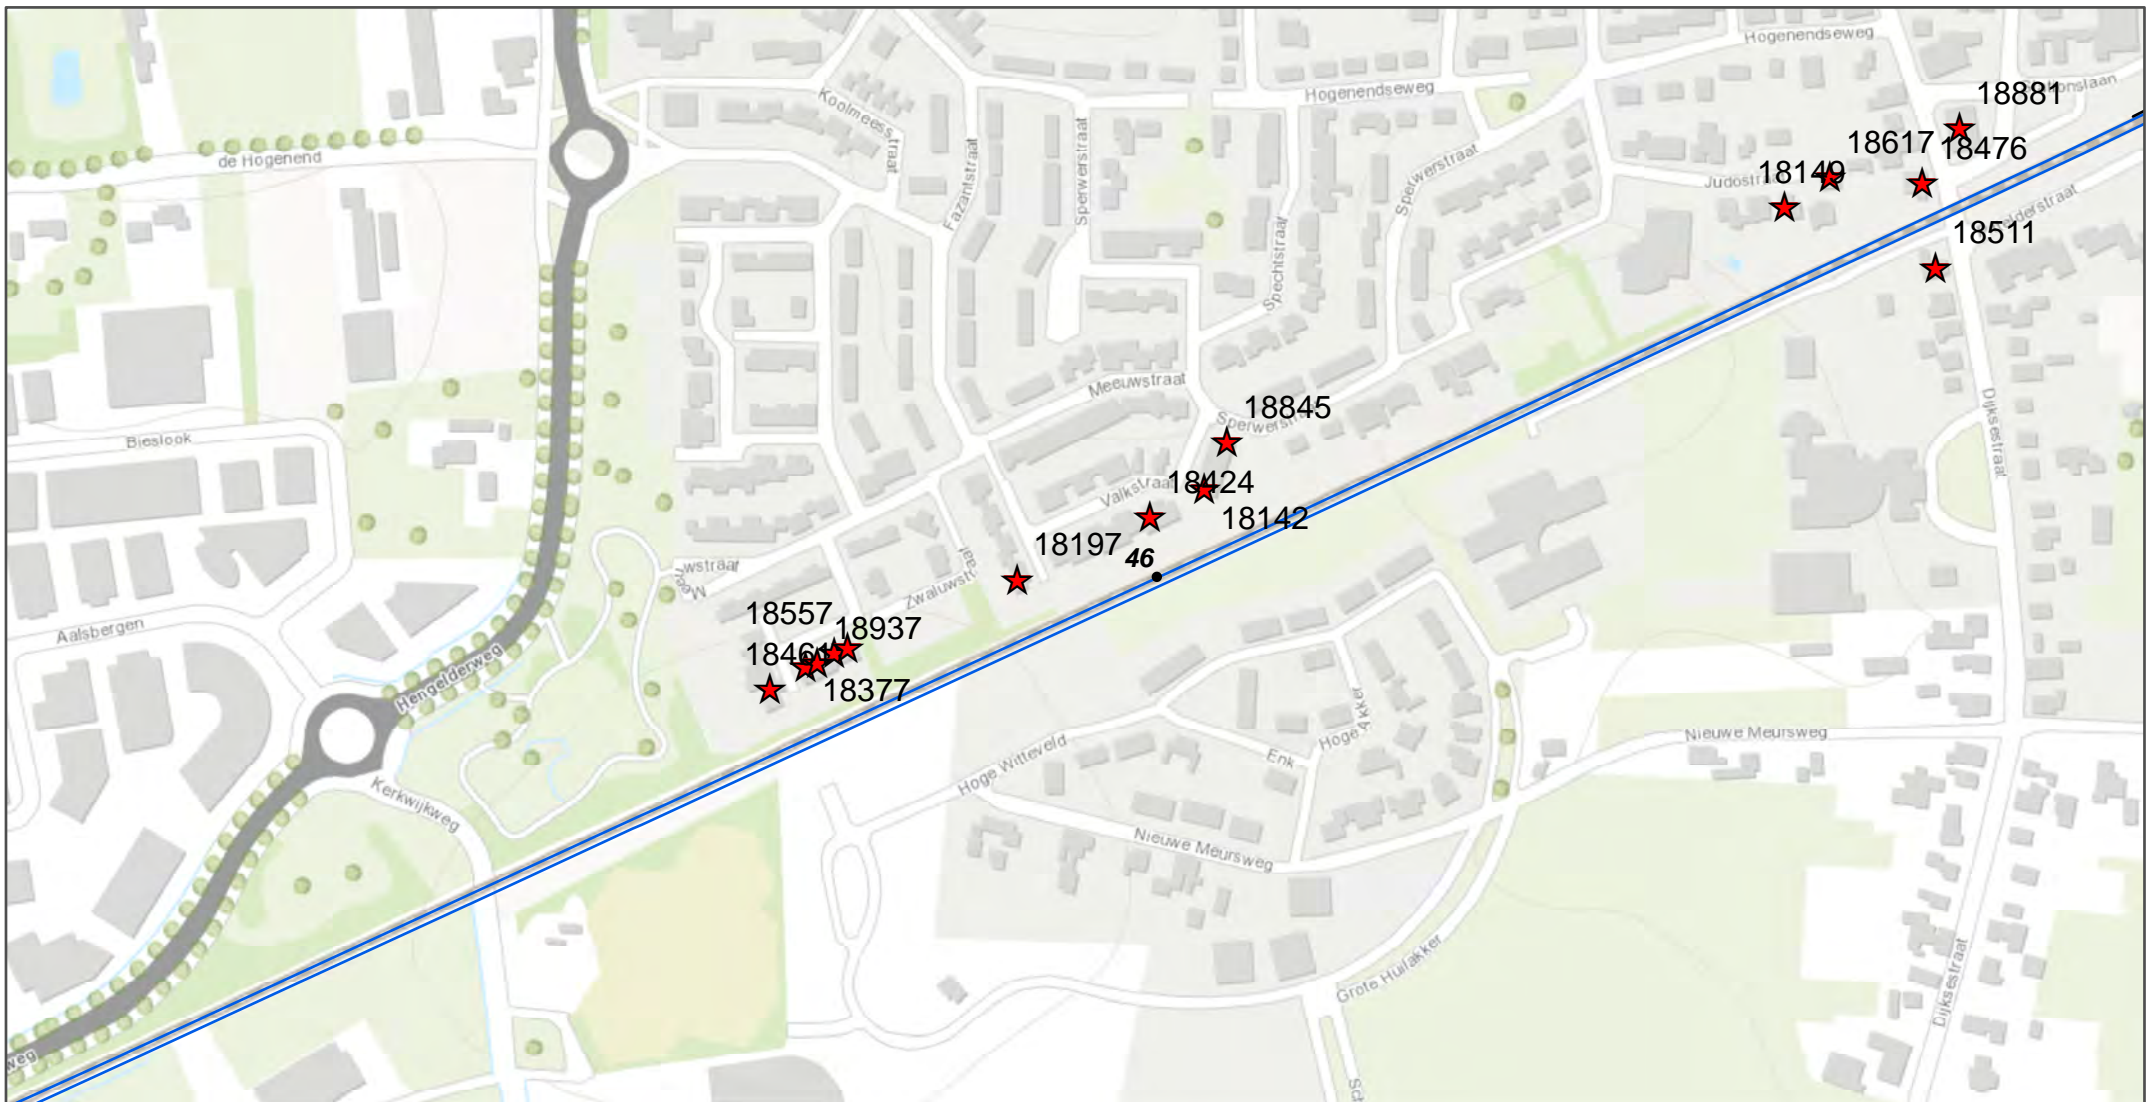 Hogenendseweg
Hogenendseweg
18881
Koolmeesstraat
18617
18476
de Hogenend
Fazantstraat
Sperwerstraat
Sperwerstraat
18149
18511
Spechtstraat
Meeuwstraat
18845
Dijksestraat
Bieslook
Valkstraat
18424
18142
18197
46
Zwaluwstraat
Aalsbergen
18557
18937
18377
Hengelderweg
Hoge Akker
Enk
Hoge Witteveld
Nieuwe Meursweg
Kerkwijkweg
Nieuwe Meursweg
Grote Huilakker
Dijksestraat
weg